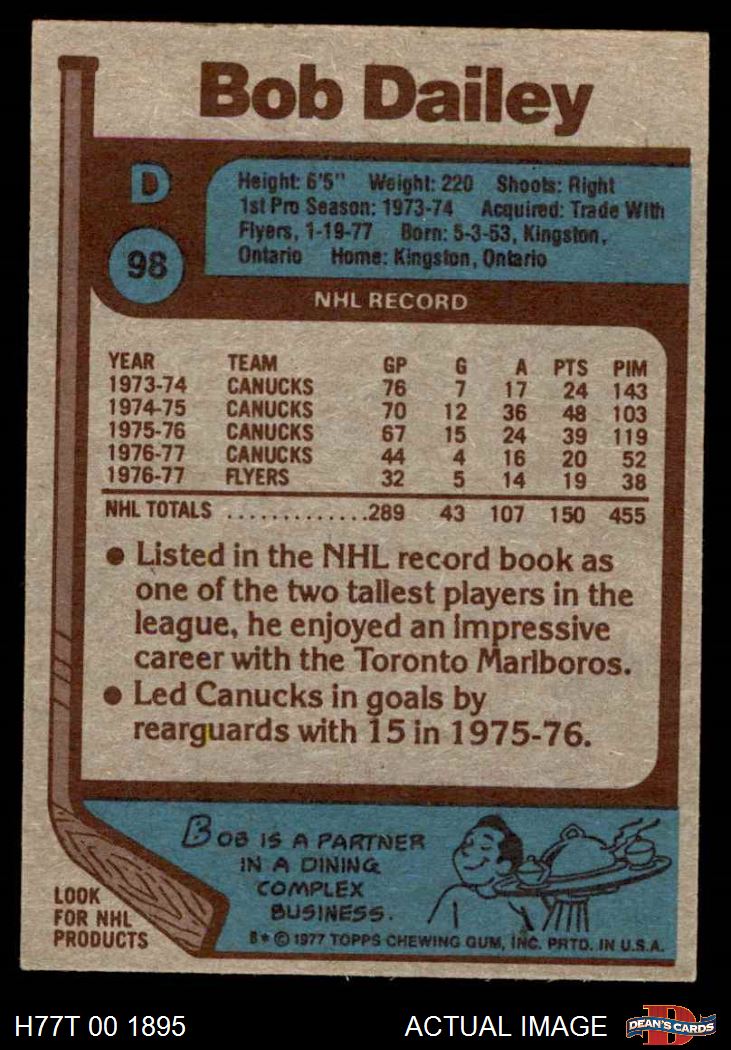 Bob Dailey
D
98
Height: 6'5" Weight: 220 Shoots: Right
1st Pro Season: 1973-74 Acquired: Trade With
Flyers, 1-19-77 Born: 5-3-53, Kingston,
Ontario Home: Kingston, Ontario
NHL RECORD
YEAR TEAM GP G A PTS PIM
1973-74 CANUCKS 76 7 17 24 143
1974-75 CANUCKS 70 12 36 48 103
1975-76 CANUCKS 67 15 24 39 119
1976-77 CANUCKS 44 4 16 20 52
1976-77 FLYERS 32 5 14 19 38
NHL TOTALS .............289 43 107 150 455
● Listed in the NHL record book as
one of the two tallest players in the
league, he enjoyed an impressive
career with the Toronto Marlboros.
● Led Canucks in goals by
rearguards with 15 in 1975-76.
BOB IS A PARTNER
IN A DINING
COMPLEX
BUSINESS.
LOOK
FOR NHL
PRODUCTS
B* © 1977 TOPPS CHEWING GUM, INC. PRTD. IN U.S.A.
H77T 00 1895
ACTUAL IMAGE
D
DEAN'S CARDS